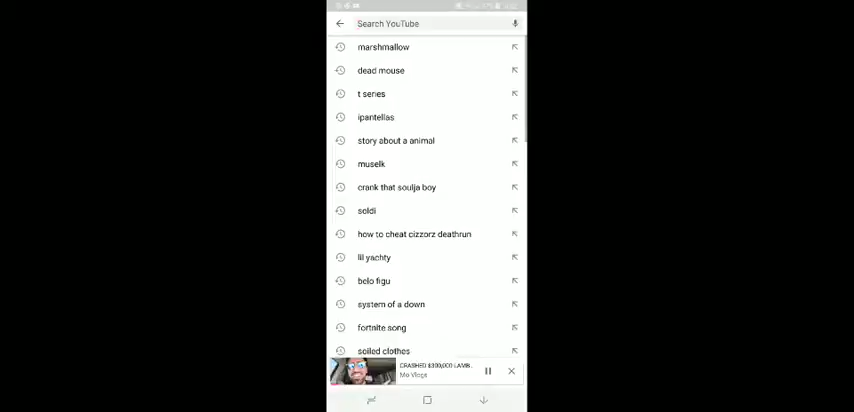 Search YouTube
marshmallow
dead mouse
t series
ipantellas
story about a animal
muselk
crank that soulja boy
soldi
how to cheat cizzorz deathrun
lil yachty
belo figu
system of a down
fortnite song
soiled clothes
CRASHED $300,000 LAMB...
Mo Vlogs